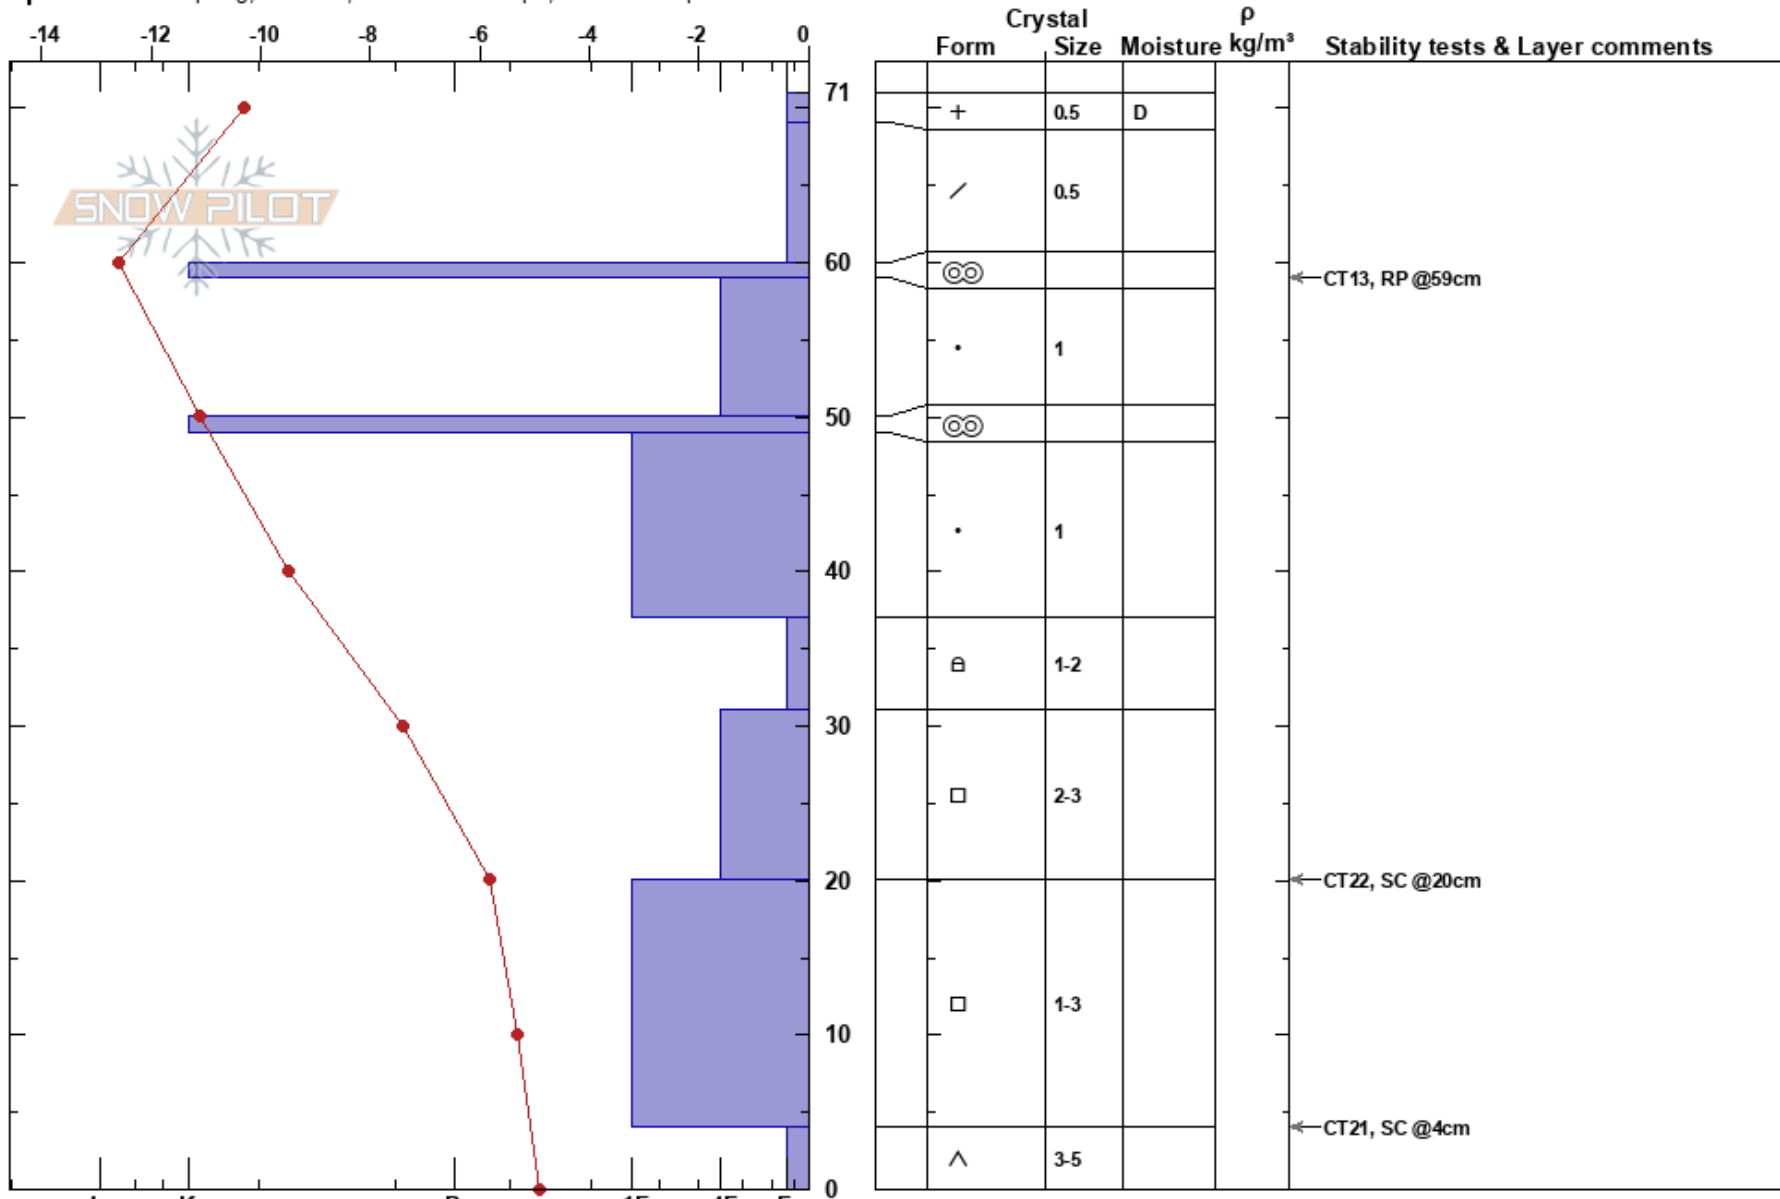 -14 -12 -10 -8 -6 -4 -2 0
Crystal ρ
Form Size Moisture kg/m³ Stability tests & Layer comments
71
+ 0.5 D
SNOW PILOT
/ 0.5
60
CT13, RP @59cm
1
50
1
40
1-2
30
2-3
20
CT22, SC @20cm
1-3
10
CT21, SC @4cm
3-5
0